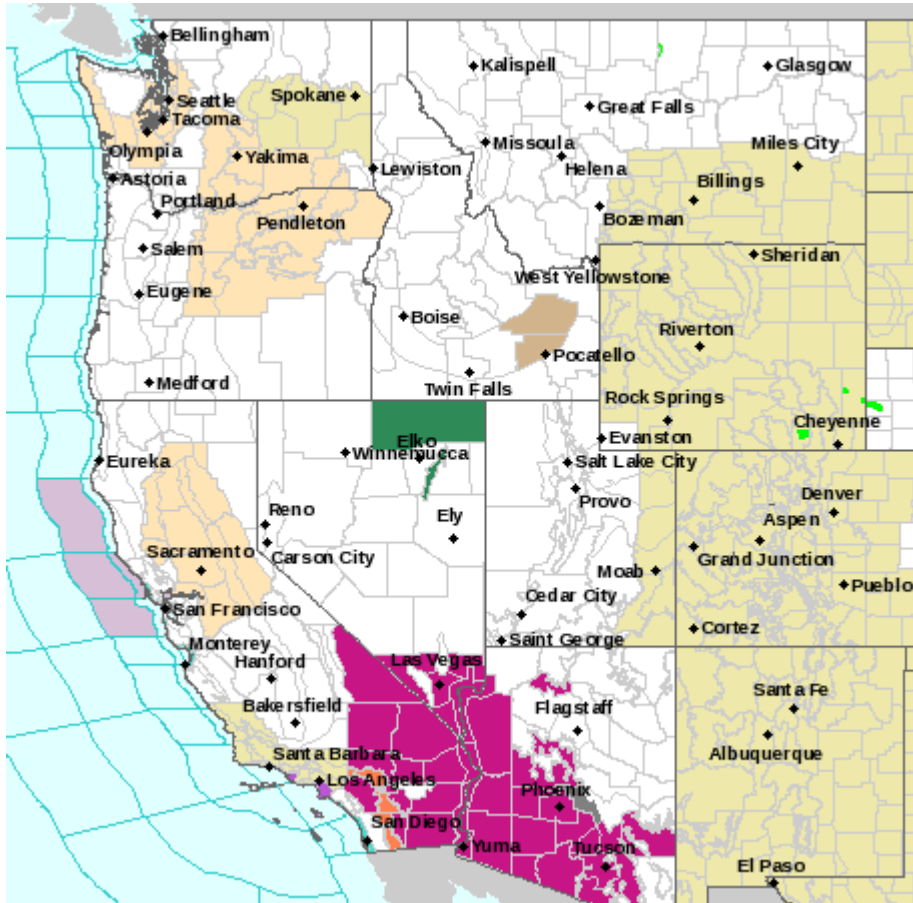 Bellingham
Kalispell
Glasgow
Spokane
Seattle
Great Falls
Tacoma
Olympia
Missoula
Miles City
Yakima
Lewiston
Helena
Astoria
Billings
Portland
Pendleton
Bozeman
Salem
Sheridan
West Yellowstone
Eugene
Boise
Riverton
Pocatello
Medford
Twin Falls
Rock Springs
Cheyenne
Elko
Evanston
Winnemucca
Eureka
Salt Lake City
Provo
Denver
Reno
Ely
Aspen
Carson City
Sacramento
Grand Junction
Moab
Pueblo
San Francisco
Cedar City
Cortez
Saint George
Monterey
Hanford
Las Vegas
Santa Fe
Bakersfield
Flagstaff
Albuquerque
Santa Barbara
Los Angeles
Phoenix
San Diego
Yuma
Tucson
El Paso